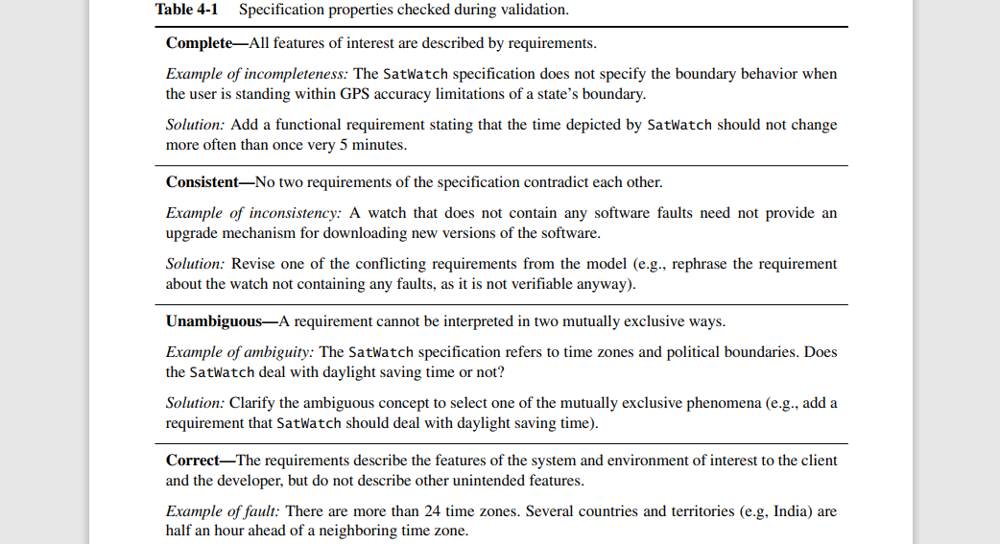 Table 4-1 Specification properties checked during validation.
Complete—All features of interest are described by requirements.
Example of incompleteness: The SatWatch specification does not specify the boundary behavior when
the user is standing within GPS accuracy limitations of a state's boundary.
Solution: Add a functional requirement stating that the time depicted by SatWatch should not change
more often than once very 5 minutes.
Consistent—No two requirements of the specification contradict each other.
Example of inconsistency: A watch that does not contain any software faults need not provide an
upgrade mechanism for downloading new versions of the software.
Solution: Revise one of the conflicting requirements from the model (e.g., rephrase the requirement
about the watch not containing any faults, as it is not verifiable anyway).
Unambiguous—A requirement cannot be interpreted in two mutually exclusive ways.
Example of ambiguity: The SatWatch specification refers to time zones and political boundaries. Does
the SatWatch deal with daylight saving time or not?
Solution: Clarify the ambiguous concept to select one of the mutually exclusive phenomena (e.g., add a
requirement that SatWatch should deal with daylight saving time).
Correct—The requirements describe the features of the system and environment of interest to the client
and the developer, but do not describe other unintended features.
Example of fault: There are more than 24 time zones. Several countries and territories (e.g, India) are
half an hour ahead of a neighboring time zone.